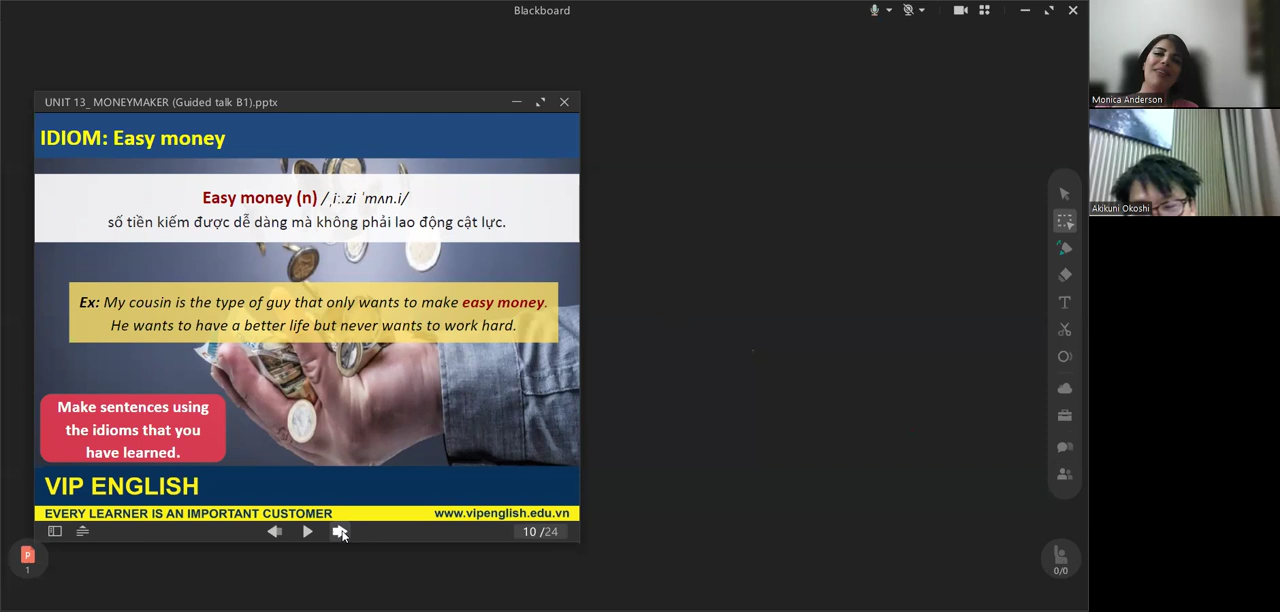 Blackboard
Monica Anderson
UNIT 13_ MONEYMAKER (Guided talk B1).pptx
IDIOM: Easy money
Easy money (n) /ˌiː.zi ˈmʌn.i/
số tiền kiếm được dễ dàng mà không phải lao động cật lực.
Akikuni Okoshi
Ex: My cousin is the type of guy that only wants to make easy money.
He wants to have a better life but never wants to work hard.
Make sentences using
the idioms that you
have learned.
VIP ENGLISH
EVERY LEARNER IS AN IMPORTANT CUSTOMER
www.vipenglish.edu.vn
10 /24
P
1
0/0